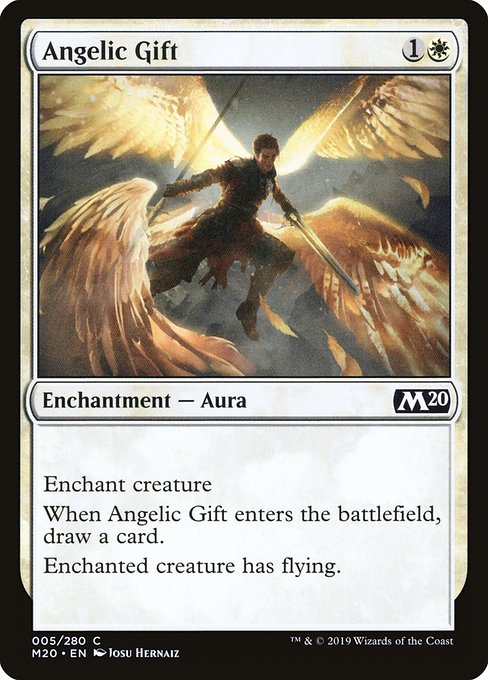 Angelic Gift 1
Enchantment — Aura
M20
Enchant creature
When Angelic Gift enters the battlefield,
draw a card.
Enchanted creature has flying.
005/280 C
M20 • EN Josu Hernaiz
™ & © 2019 Wizards of the Coast